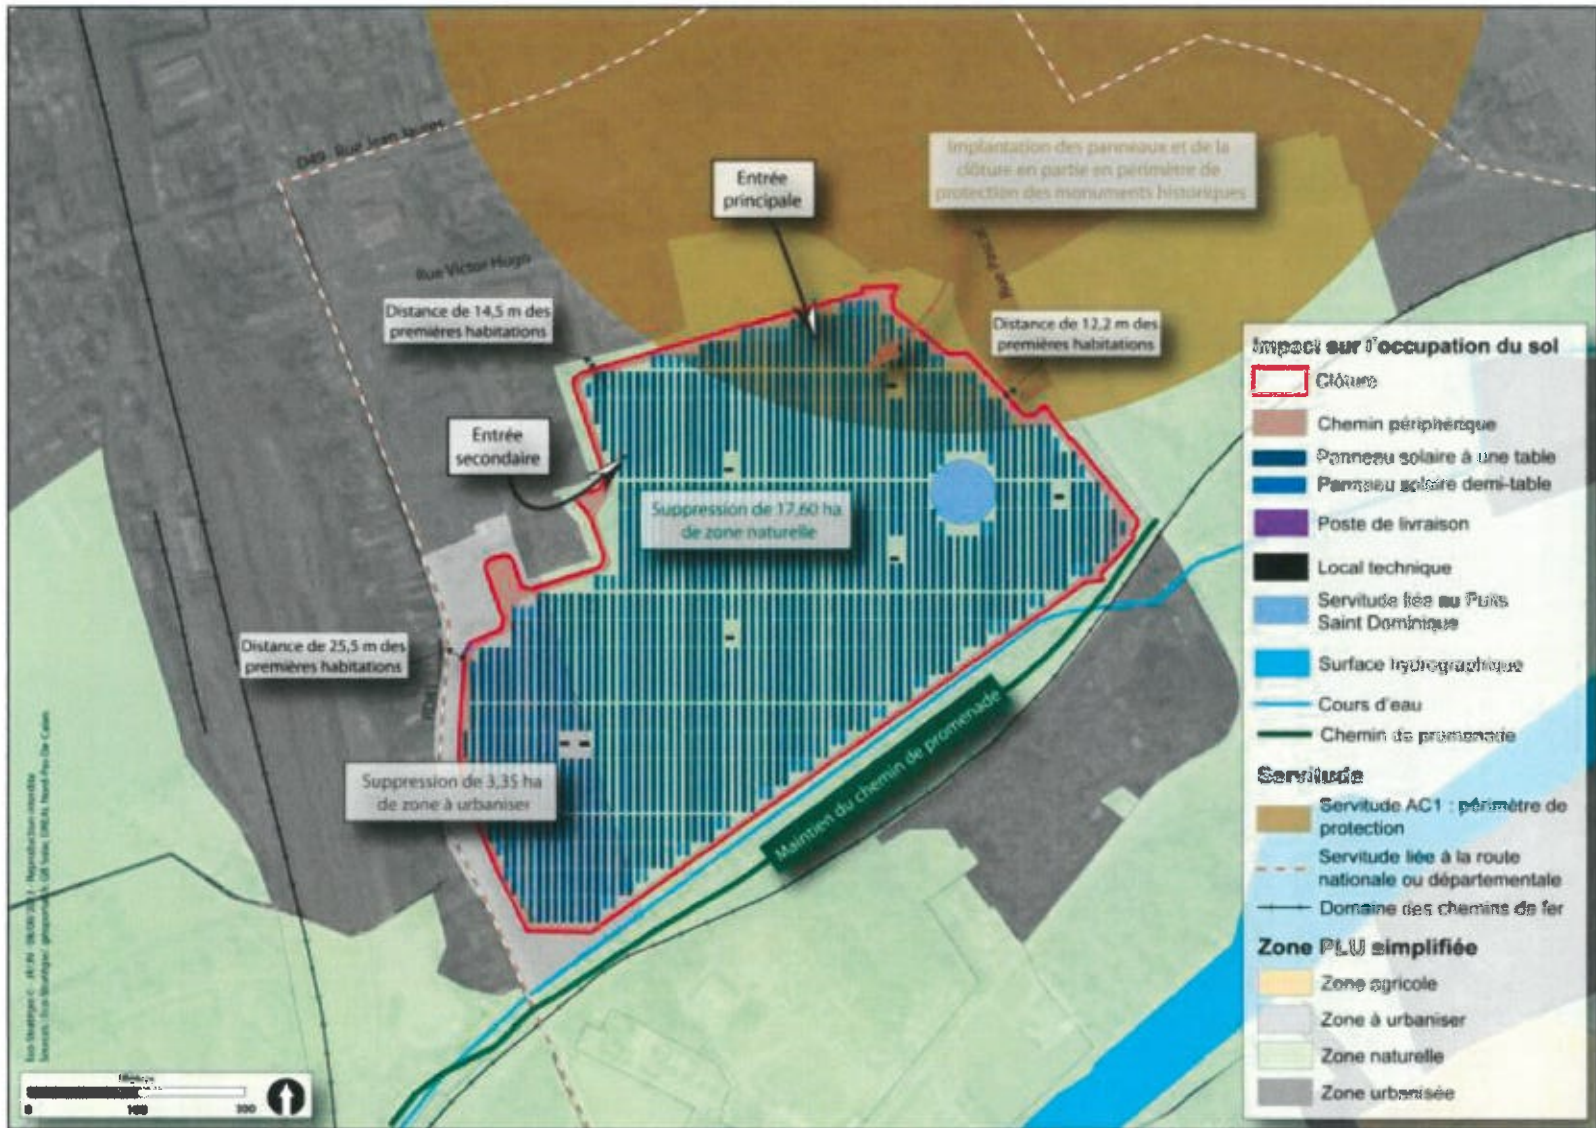 D49 Rue Jean Jaures
Rue Victor Hugo
Entrée
principale
Implantation des panneaux et de la
clôture en partie en périmètre de
protection des monuments historiques
Distance de 14,5 m des
premières habitations
Distance de 12,2 m des
premières habitations
Entrée
secondaire
Suppression de 17,60 ha
de zone naturelle
Distance de 25,5 m des
premières habitations
Suppression de 3,35 ha
de zone à urbaniser
Maintien du chemin de promenade
Impact sur l'occupation du sol
Clôture
Chemin périphérique
Panneau solaire à une table
Panneau solaire demi-table
Poste de livraison
Local technique
Servitude liée au Puits
Saint Dominique
Surface hydrographique
Cours d'eau
Chemin de promenade
Servitude
Servitude AC1 : périmètre de
protection
Servitude liée à la route
nationale ou départementale
Domaine des chemins de fer
Zone PLU simplifiée
Zone agricole
Zone à urbaniser
Zone naturelle
Zone urbanisée
Mètres
0